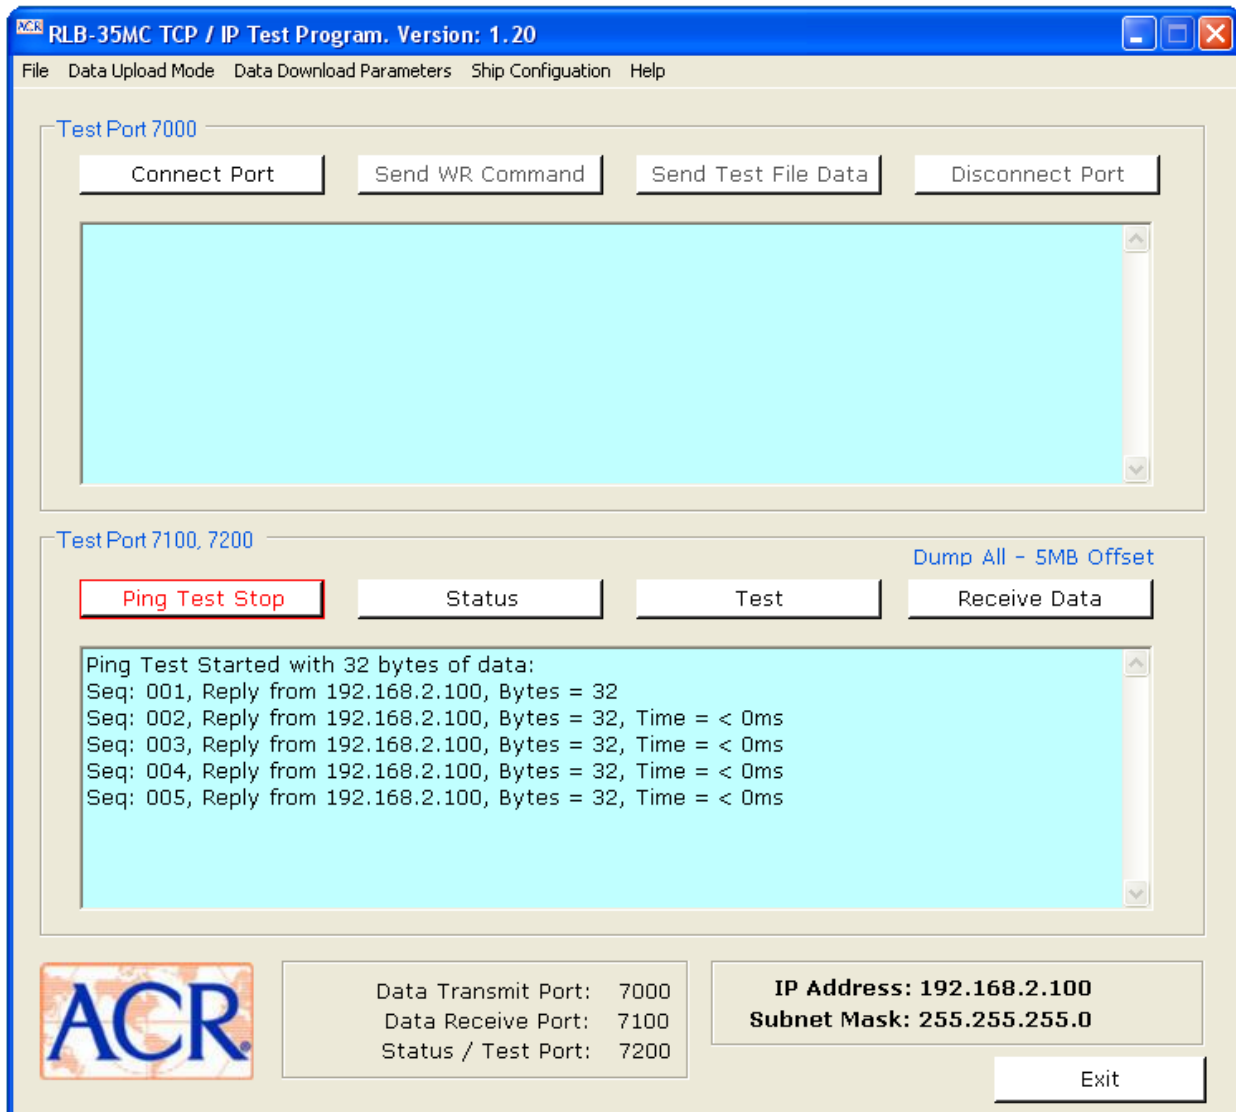 ACR RLB-35MC TCP / IP Test Program. Version: 1.20
File Data Upload Mode Data Download Parameters Ship Configuation Help
Test Port 7000
Connect Port Send WR Command Send Test File Data Disconnect Port
Test Port 7100, 7200
Dump All - 5MB Offset
Ping Test Stop Status Test Receive Data
Ping Test Started with 32 bytes of data:
Seq: 001, Reply from 192.168.2.100, Bytes = 32
Seq: 002, Reply from 192.168.2.100, Bytes = 32, Time = < 0ms
Seq: 003, Reply from 192.168.2.100, Bytes = 32, Time = < 0ms
Seq: 004, Reply from 192.168.2.100, Bytes = 32, Time = < 0ms
Seq: 005, Reply from 192.168.2.100, Bytes = 32, Time = < 0ms
ACR®
Data Transmit Port: 7000
Data Receive Port: 7100
Status / Test Port: 7200
IP Address: 192.168.2.100
Subnet Mask: 255.255.255.0
Exit